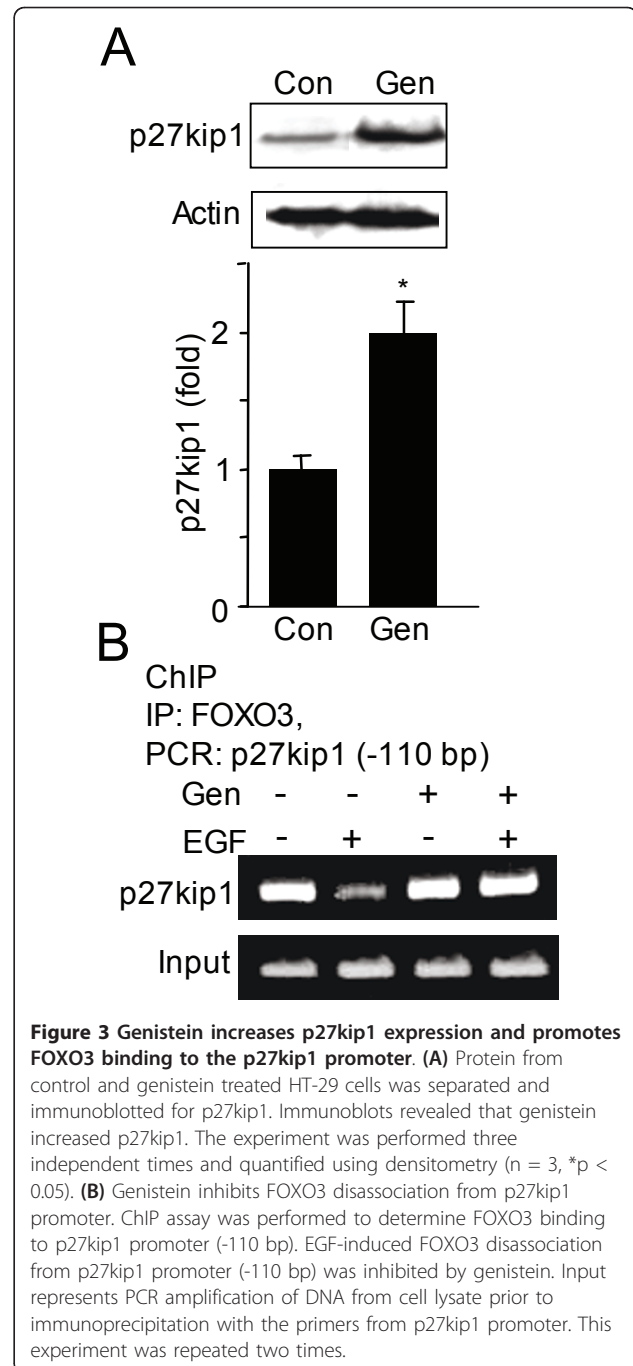 A
Con Gen
p27kip1
Actin
*
p27kip1 (fold)
2
1
0
Con Gen
B
ChIP
IP: FOXO3,
PCR: p27kip1 (-110 bp)
Gen - - + +
EGF - + - +
p27kip1
Input
Figure 3 Genistein increases p27kip1 expression and promotes
FOXO3 binding to the p27kip1 promoter. (A) Protein from
control and genistein treated HT-29 cells was separated and
immunoblotted for p27kip1. Immunoblots revealed that genistein
increased p27kip1. The experiment was performed three
independent times and quantified using densitometry (n = 3, *p <
0.05). (B) Genistein inhibits FOXO3 disassociation from p27kip1
promoter. ChIP assay was performed to determine FOXO3 binding
to p27kip1 promoter (-110 bp). EGF-induced FOXO3 disassociation
from p27kip1 promoter (-110 bp) was inhibited by genistein. Input
represents PCR amplification of DNA from cell lysate prior to
immunoprecipitation with the primers from p27kip1 promoter. This
experiment was repeated two times.